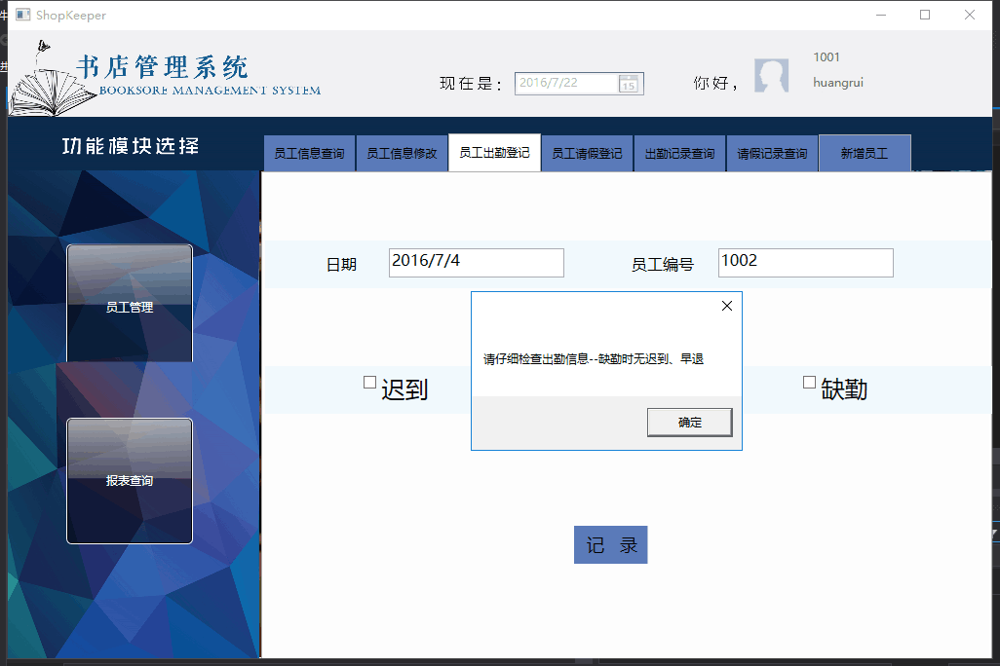 ShopKeeper
书店管理系统
BOOKSORE MANAGEMENT SYSTEM
现在是：
2016/7/22
15
你好，
1001
huangrui
功能模块选择
员工信息查询
员工信息修改
员工出勤登记
员工请假登记
出勤记录查询
请假记录查询
新增员工
员工管理
报表查询
日期
2016/7/4
员工编号
1002
请仔细检查出勤信息--缺勤时无迟到、早退
确定
迟到
缺勤
记 录